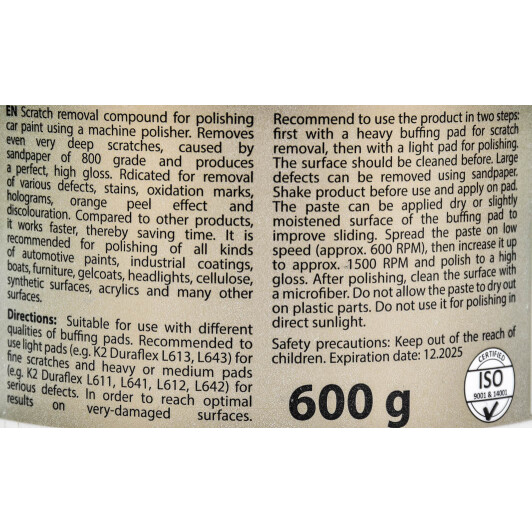 EN Scratch removal compound for polishing
car paint using a machine polisher. Removes
even very deep scratches, caused by
sandpaper of 800 grade and produces
a perfect, high gloss. Rdicated for removal
of various defects, stains, oxidation marks,
holograms, orange peel effect and
discolouration. Compared to other products,
it works faster, thereby saving time. It is
recommended for polishing of all kinds
of automotive paints, industrial coatings,
boats, furniture, gelcoats, headlights, cellulose,
synthetic surfaces, acrylics and many other
surfaces.
Directions: Suitable for use with different
qualities of buffing pads. Recommended to
use light pads (e.g. K2 Duraflex L613, L643) for
fine scratches and heavy or medium pads
(e.g. K2 Duraflex L611, L641, L612, L642) for
serious defects. In order to reach optimal
results on very-damaged surfaces.
Recommend to use the product in two steps:
first with a heavy buffing pad for scratch
removal, then with a light pad for polishing.
The surface should be cleaned before. Large
defects can be removed using sandpaper.
Shake product before use and apply on pad.
The paste can be applied dry or slightly
moistened surface of the buffing pad to
improve sliding. Spread the paste on low
speed (approx. 600 RPM), then increase it up
to approx. 1500 RPM and polish to a high
gloss. After polishing, clean the surface with
a microfiber. Do not allow the paste to dry out
on plastic parts. Do not use it for polishing in
direct sunlight.
Safety precautions: Keep out of the reach of
children. Expiration date: 12.2025
600 g
CERTIFIED
ISO
9001 & 14001